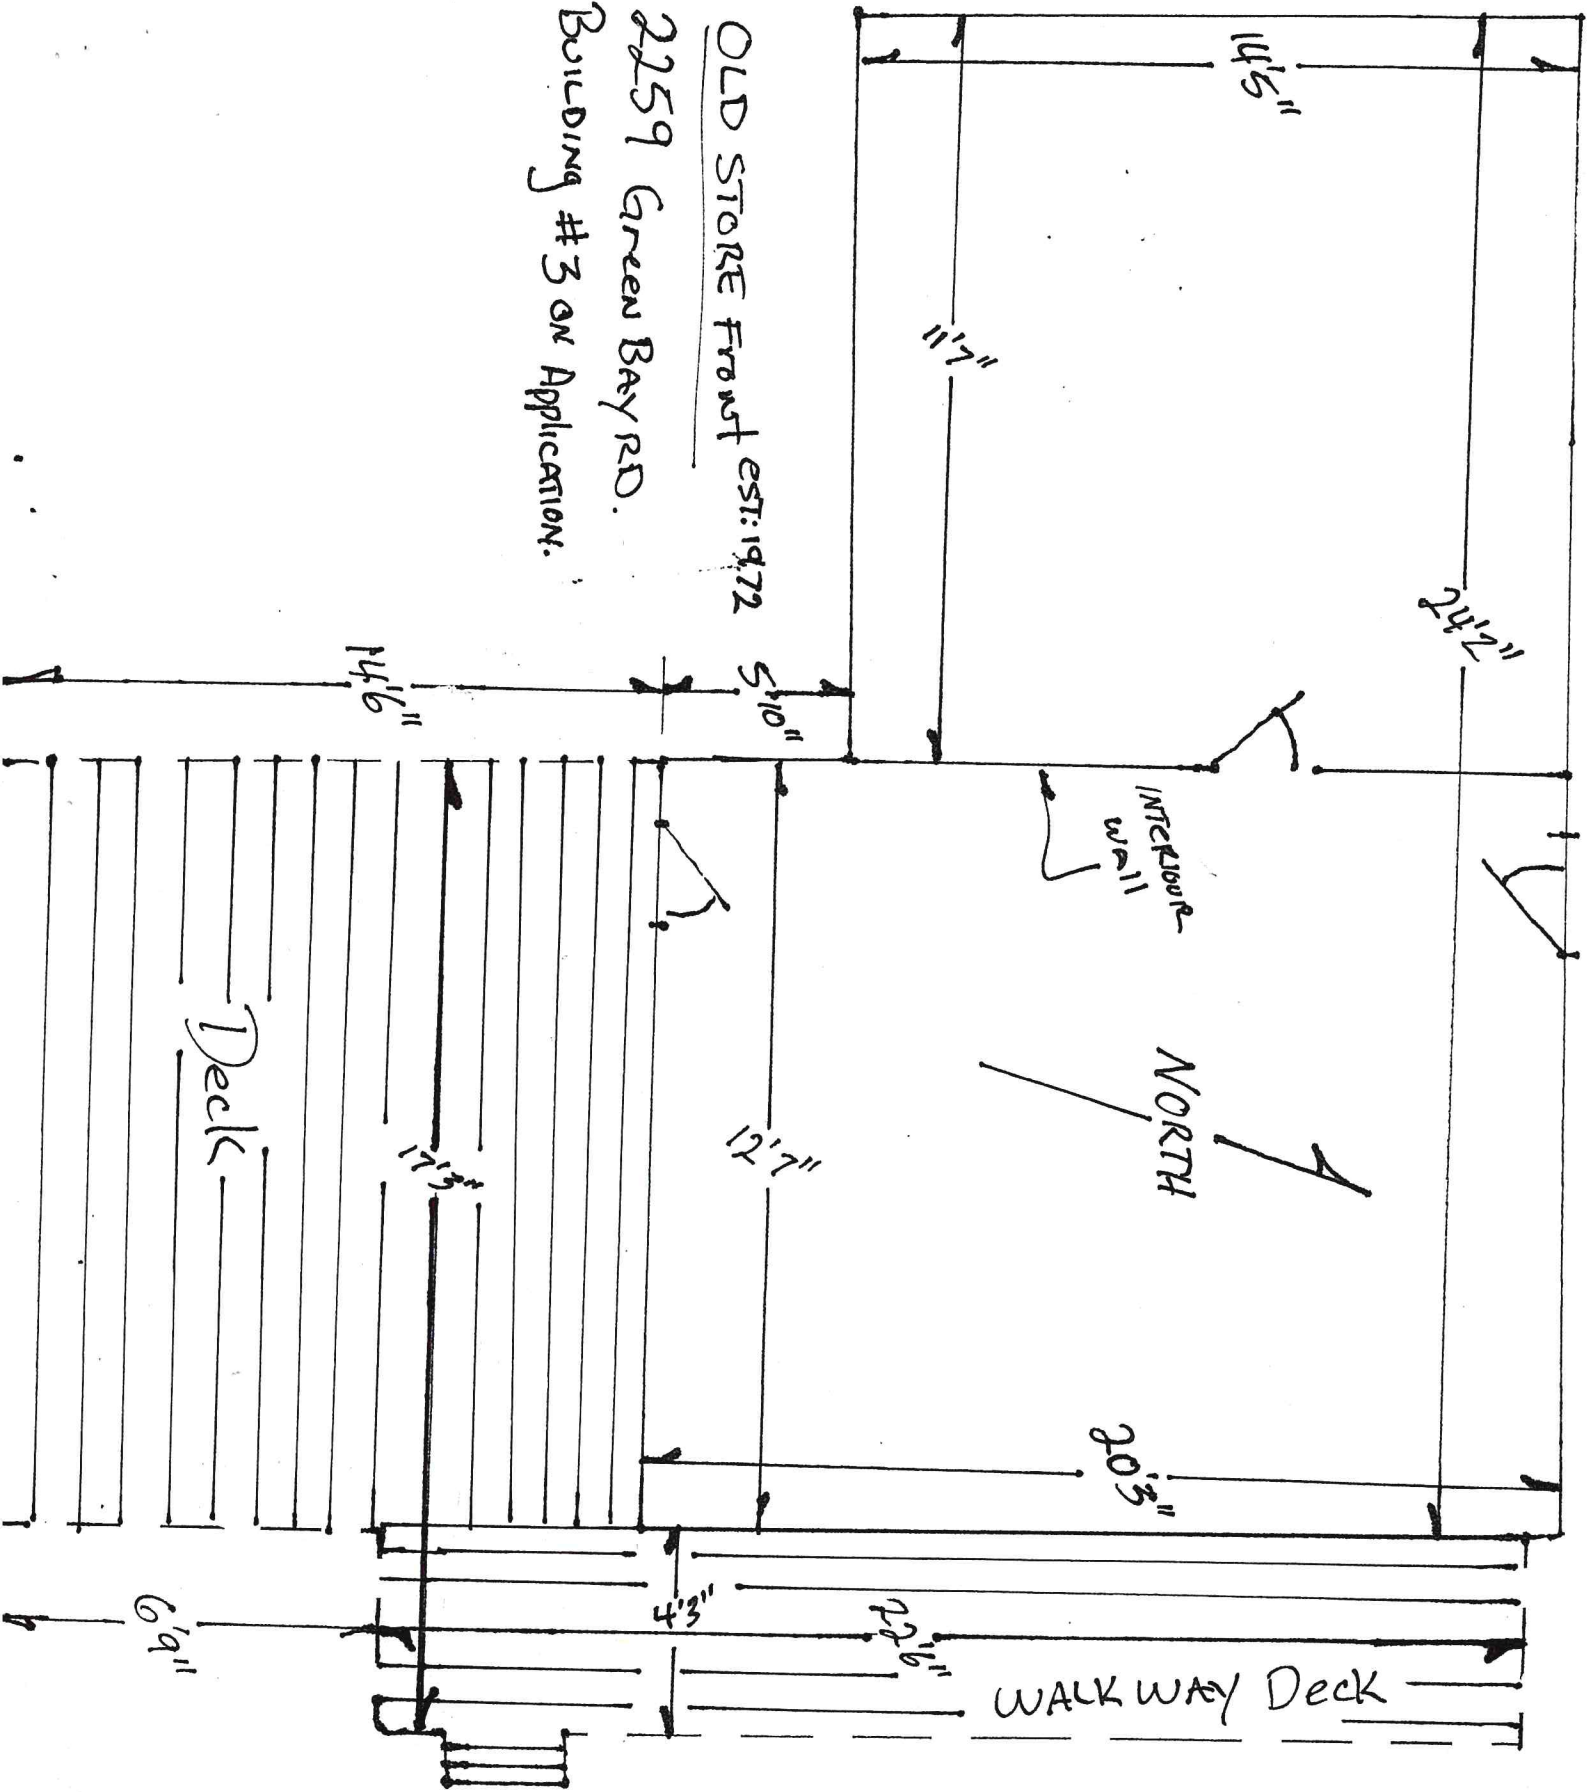 OLD STORE Front est: 1972
2259 Green BAY RD.
BUILDING #3 ON APPLICATION.
14'5"
11'7"
24'2"
5'10"
14'6"
INTERIOUR
WAll
NORTH
12'7"
20'3"
Deck
17'3"
4'3"
22'6"
6'9"
WALKWAY Deck